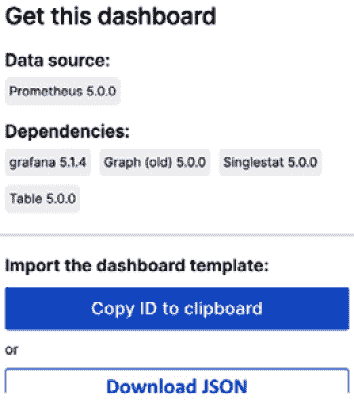 Get this dashboard
Data source:
Prometheus 5.0.0
Dependencies:
grafana 5.1.4 Graph (old) 5.0.0 Singlestat 5.0.0
Table 5.0.0
Import the dashboard template:
Copy ID to clipboard
or
Download JSON